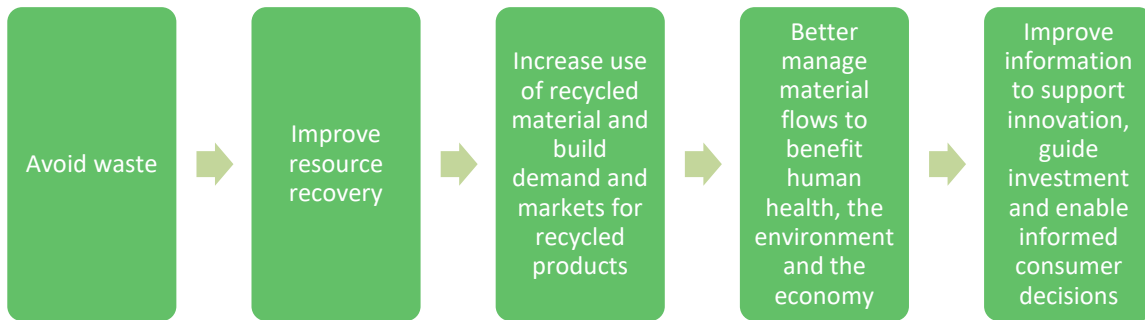 Avoid waste
Improve
resource
recovery
Increase use
of recycled
material and
build
demand and
markets for
recycled
products
Better
manage
material
flows to
benefit
human
health, the
environment
and the
economy
Improve
information
to support
innovation,
guide
investment
and enable
informed
consumer
decisions